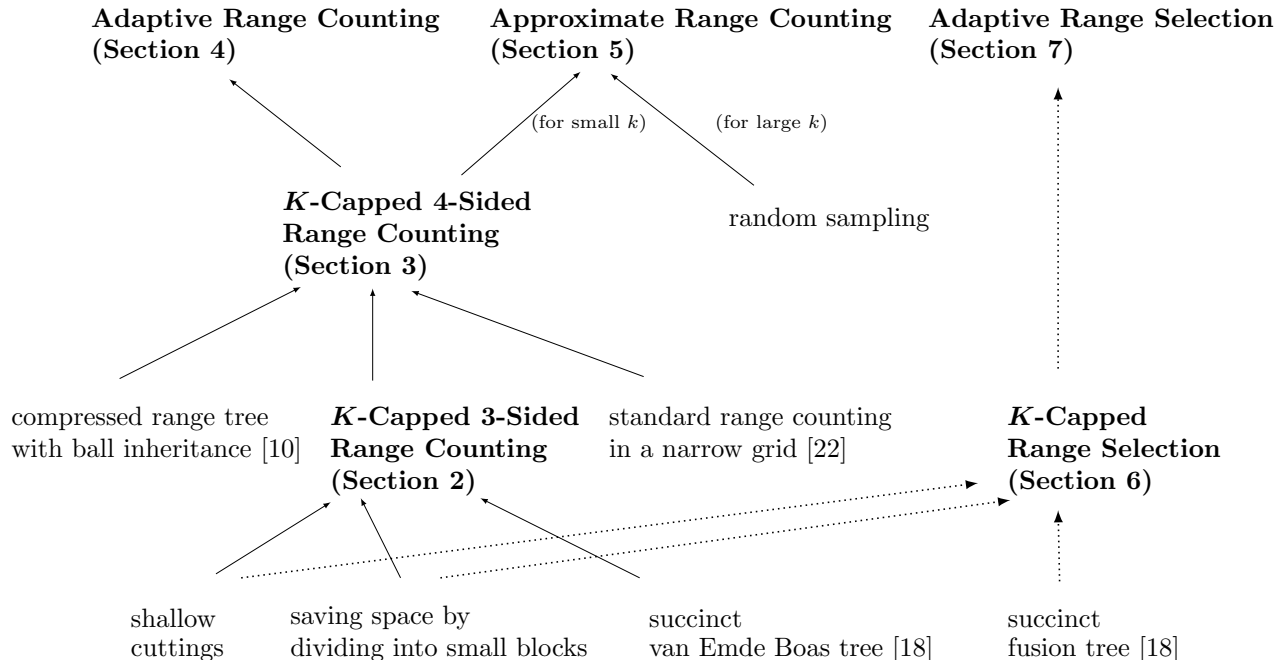 Adaptive Range Counting
(Section 4)
Approximate Range Counting
(Section 5)
Adaptive Range Selection
(Section 7)
(for small k)
(for large k)
K-Capped 4-Sided
Range Counting
(Section 3)
random sampling
compressed range tree
with ball inheritance [10]
K-Capped 3-Sided
Range Counting
(Section 2)
standard range counting
in a narrow grid [22]
K-Capped
Range Selection
(Section 6)
shallow
cuttings
saving space by
dividing into small blocks
succinct
van Emde Boas tree [18]
succinct
fusion tree [18]